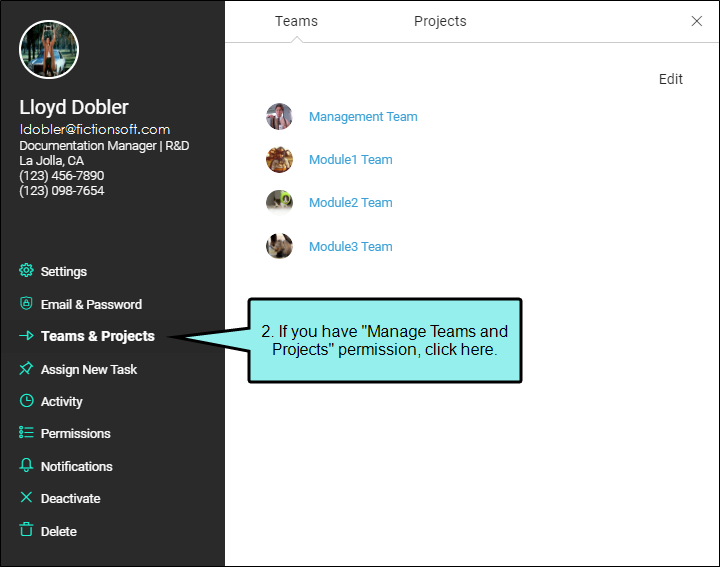 Lloyd Dobler
ldobler@fictionsoft.com
Documentation Manager | R&D
La Jolla, CA
(123) 456-7890
(123) 098-7654
Settings
Email & Password
Teams & Projects
Assign New Task
Activity
Permissions
Notifications
Deactivate
Delete
Teams
Projects
Edit
Management Team
Module1 Team
Module2 Team
Module3 Team
2. If you have "Manage Teams and
Projects" permission, click here.